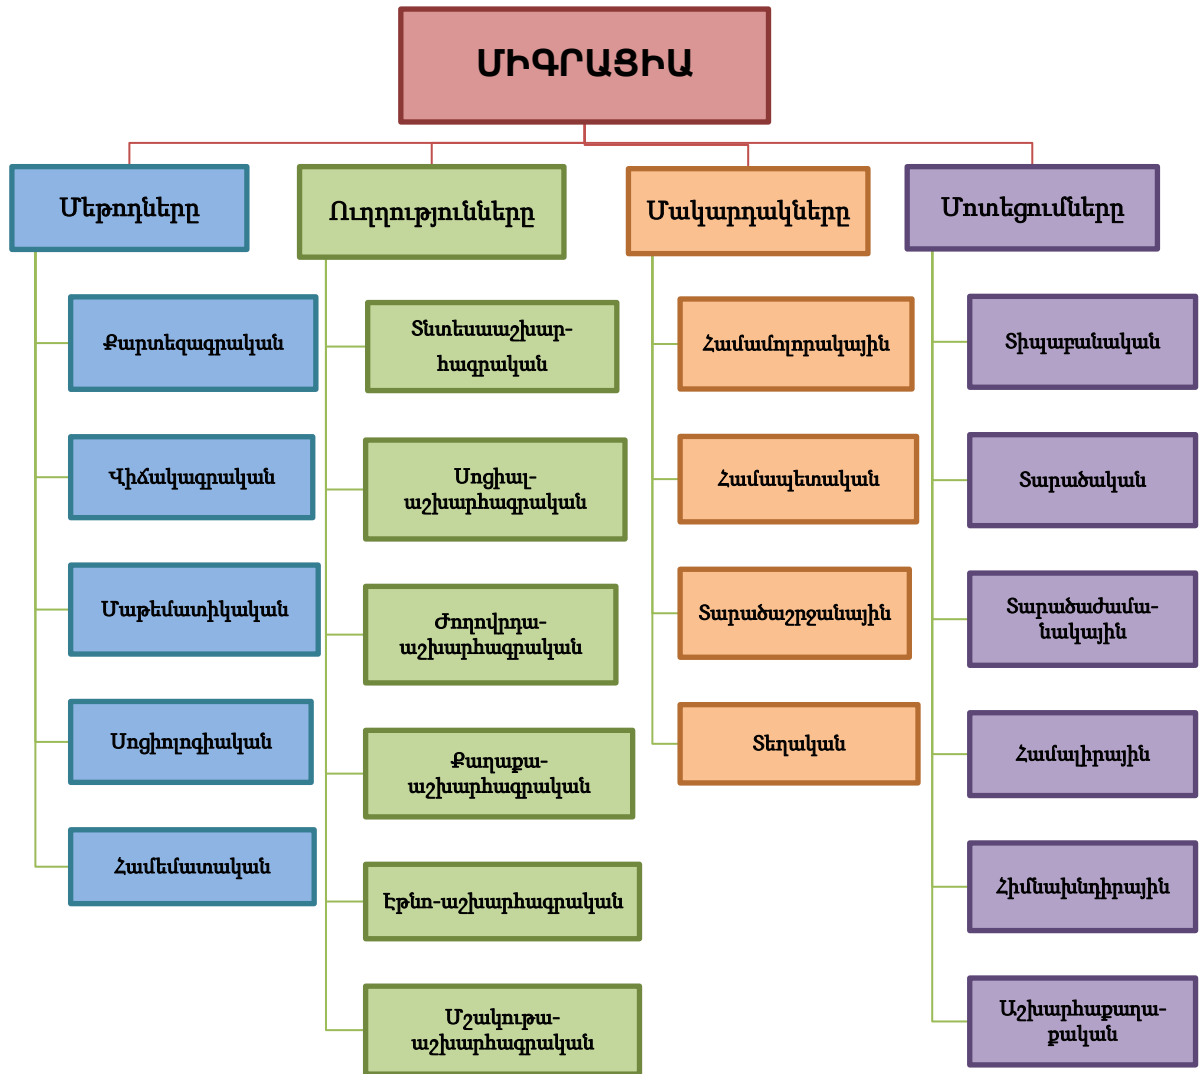 ՄԻԳՐԱՑԻԱ
Մեթոդները
Քարտեզագրական
Վիճակագրական
Մաթեմատիկական
Սոցիոլոգիական
Համեմատական
Ուղղությունները
Տնտեսաաշխար-
հագրական
Սոցիալ-
աշխարհագրական
Ժողովրդա-
աշխարհագրական
Քաղաքա-
աշխարհագրական
Էթնո-աշխարհագրական
Մշակութա-
աշխարհագրական
Մակարդակները
Համամոլորակային
Համապետական
Տարածաշրջանային
Տեղական
Մոտեցումները
Տիպաբանական
Տարածական
Տարածաժամա-
նակային
Համալիրային
Հիմնախնդիրային
Աշխարհաքաղա-
քական